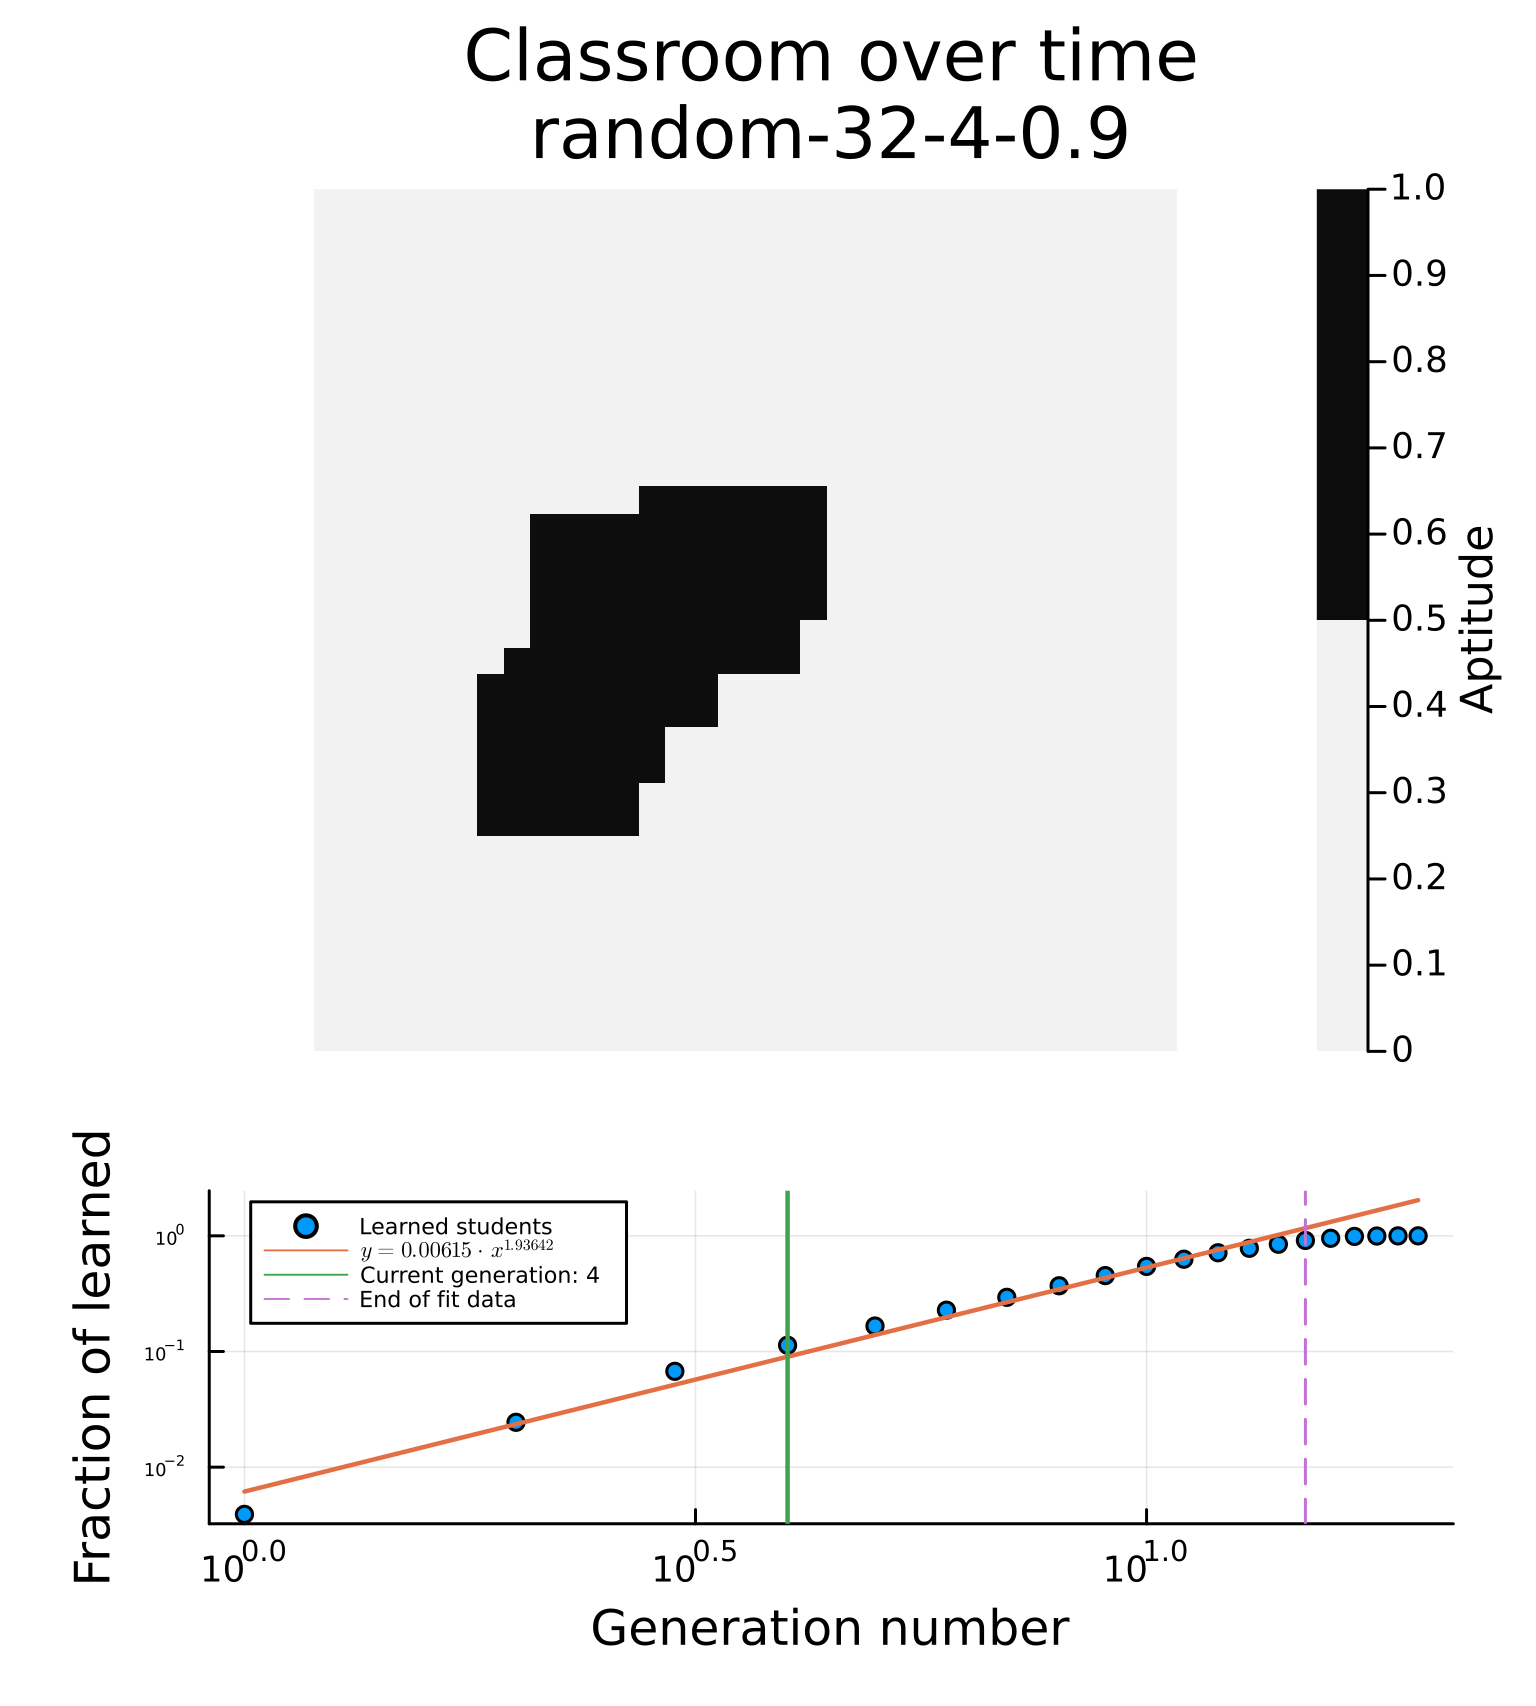 Classroom over time
random-32-4-0.9
1.0
0.9
0.8
0.7
0.6
0.5
0.4
0.3
0.2
0.1
0
Aptitude
Fraction of learned
10⁰
10⁻¹
10⁻²
Learned students
y = 0.00615 · x^1.93642
Current generation: 4
End of fit data
10^0.0
10^0.5
10^1.0
Generation number